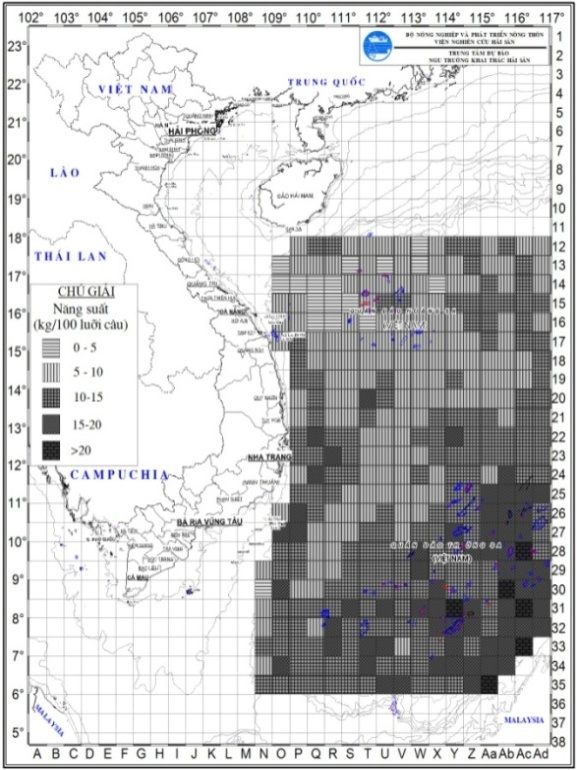 102° 103° 104° 105° 106° 107° 108° 109° 110° 111° 112° 113° 114° 115° 116° 117°
BỘ NÔNG NGHIỆP VÀ PHÁT TRIỂN NÔNG THÔN
VIỆN NGHIÊN CỨU HẢI SẢN
TRUNG TÂM DỰ BÁO
NGƯ TRƯỜNG KHAI THÁC HẢI SẢN
23°
22°
21°
20°
19°
18°
17°
16°
15°
14°
13°
12°
11°
10°
9°
8°
7°
6°
5°
1
2
3
4
5
6
7
8
9
10
11
12
13
14
15
16
17
18
19
20
21
22
23
24
25
26
27
28
29
30
31
32
33
34
35
36
37
38
VIỆT NAM
TRUNG QUỐC
HẢI PHÒNG
LÀO
ĐẢO HẢI NAM
THÁI LAN
CHÚ GIẢI
Năng suất
(kg/100 lưỡi câu)
0 - 5
5 - 10
10-15
15-20
>20
ĐÀ NẴNG
(VIỆT NAM)
NHA TRANG
CAMPUCHIA
BÀ RỊA VŨNG TÀU
QUẦN ĐẢO TRƯỜNG SA
(VIỆT NAM)
CÀ MAU
MALAYSIA
MALAYSIA
A B C D E F G H I J K L M N O P Q R S T U V W X Y Z Aa Ab Ac Ad